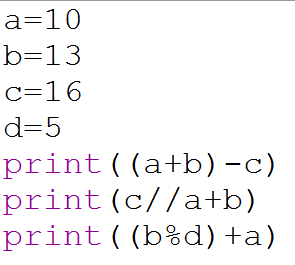 a=10
b=13
c=16
d=5
print((a+b)-c)
print(c//a+b)
print((b%d)+a)